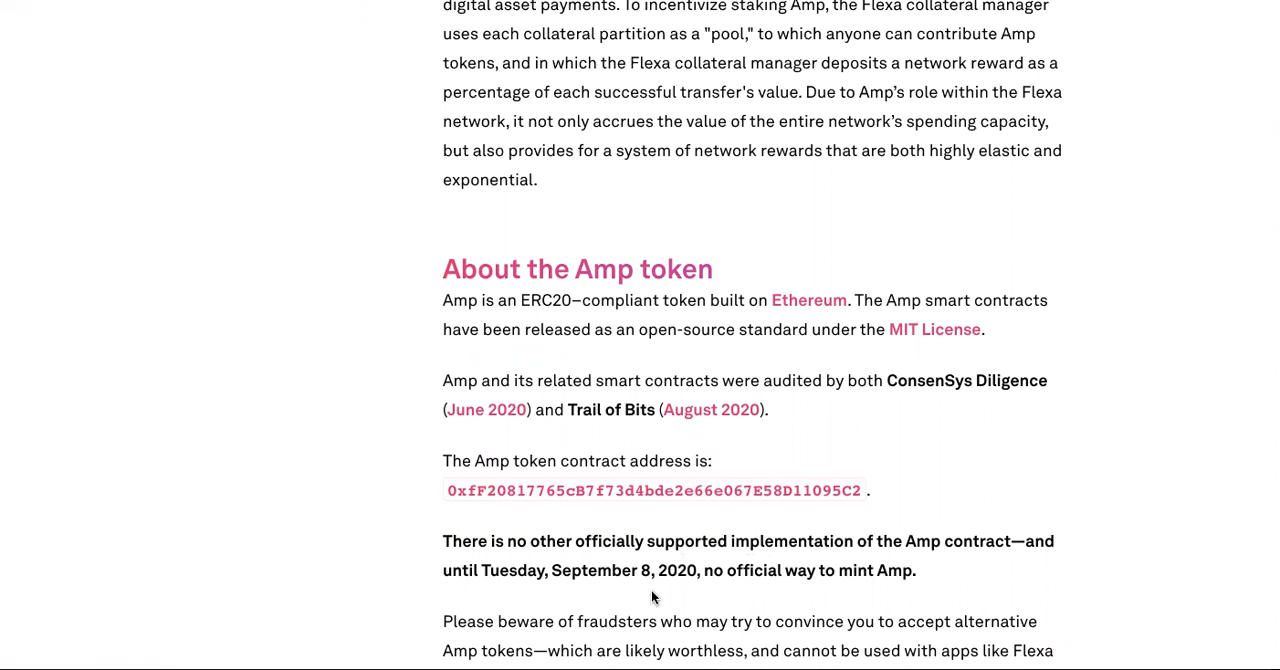 digital asset payments. To incentivize staking Amp, the Flexa collateral manager
uses each collateral partition as a "pool," to which anyone can contribute Amp
tokens, and in which the Flexa collateral manager deposits a network reward as a
percentage of each successful transfer's value. Due to Amp’s role within the Flexa
network, it not only accrues the value of the entire network’s spending capacity,
but also provides for a system of network rewards that are both highly elastic and
exponential.
About the Amp token
Amp is an ERC20–compliant token built on Ethereum. The Amp smart contracts
have been released as an open-source standard under the MIT License.
Amp and its related smart contracts were audited by both ConsenSys Diligence
(June 2020) and Trail of Bits (August 2020).
The Amp token contract address is:
0xfF20817765cB7f73d4bde2e66e067E58D11095C2 .
There is no other officially supported implementation of the Amp contract—and
until Tuesday, September 8, 2020, no official way to mint Amp.
Please beware of fraudsters who may try to convince you to accept alternative
Amp tokens—which are likely worthless, and cannot be used with apps like Flexa